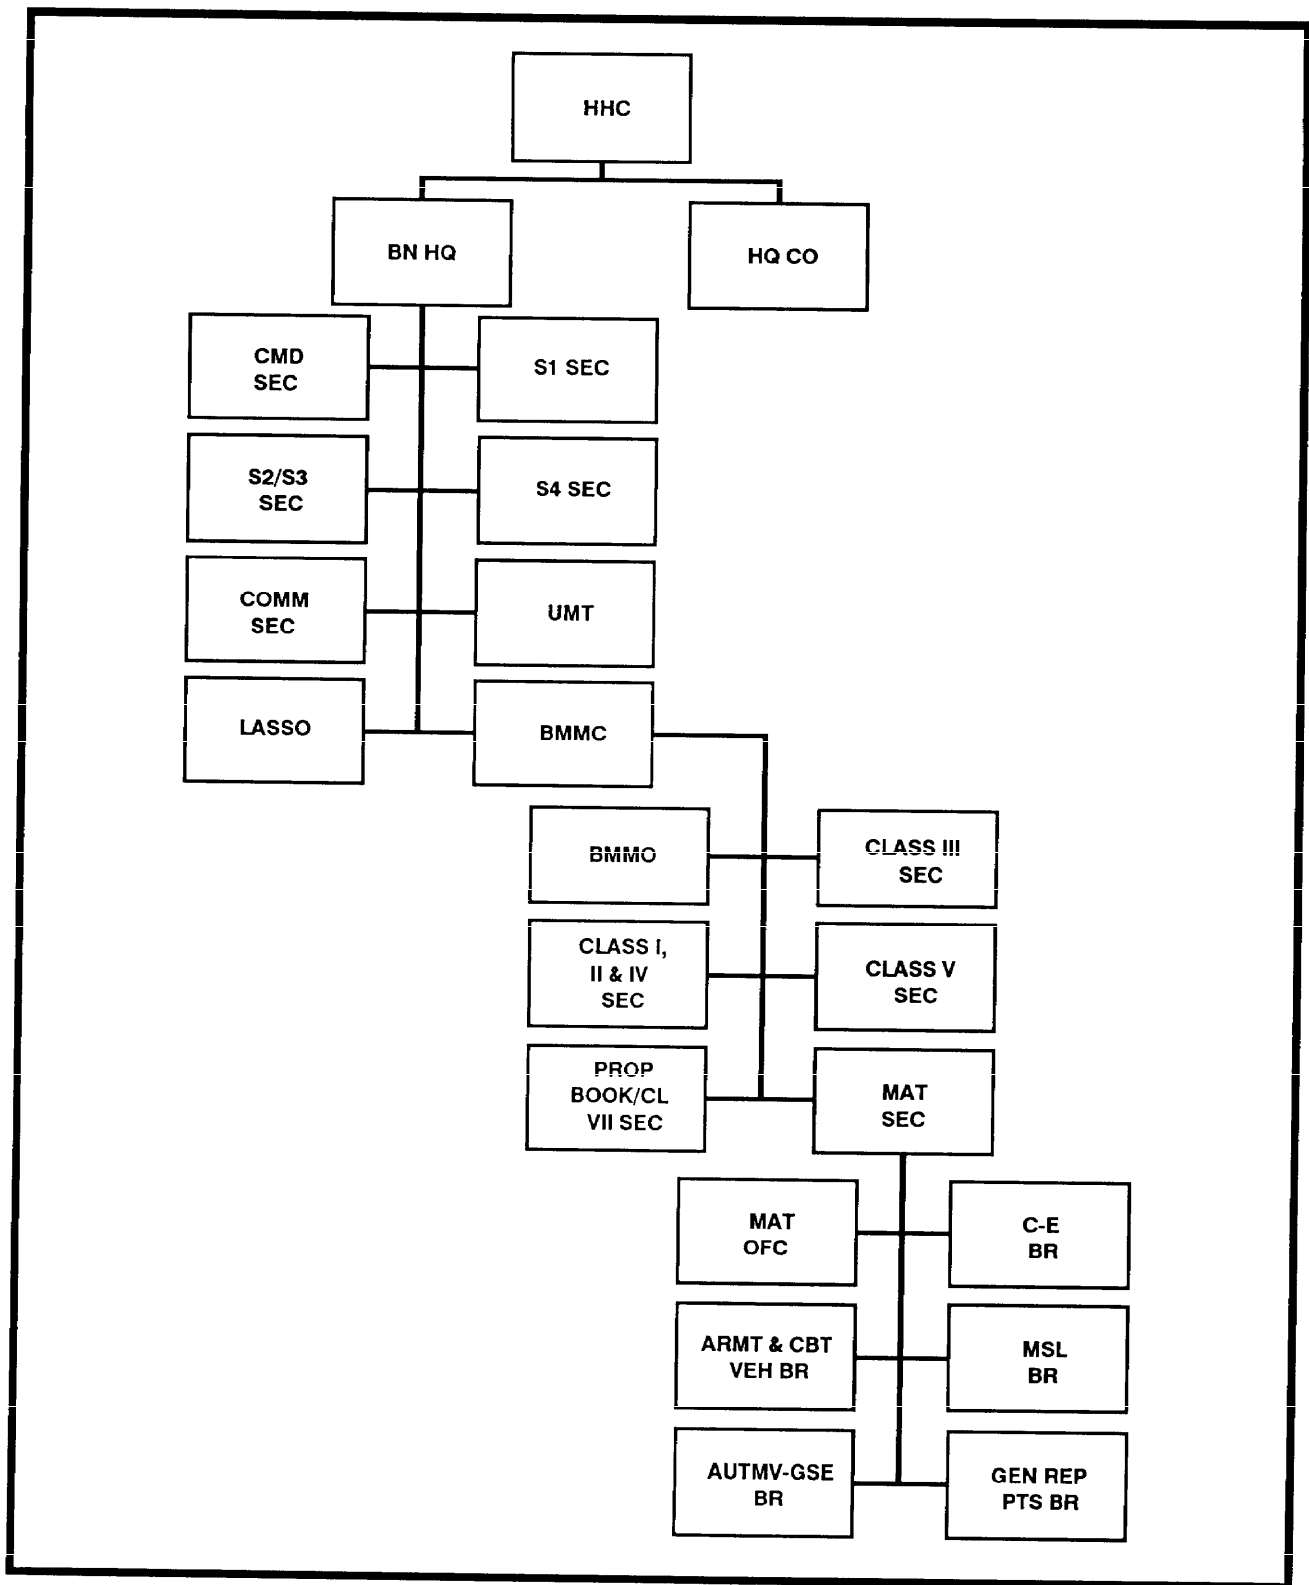 HHC
BN HQ
HQ CO
CMD
SEC
S1 SEC
S2/S3
SEC
S4 SEC
COMM
SEC
UMT
LASSO
BMMC
BMMO
CLASS III
SEC
CLASS I,
II & IV
SEC
CLASS V
SEC
PROP
BOOK/CL
VII SEC
MAT
SEC
MAT
OFC
C-E
BR
ARMT & CBT
VEH BR
MSL
BR
AUTMV-GSE
BR
GEN REP
PTS BR